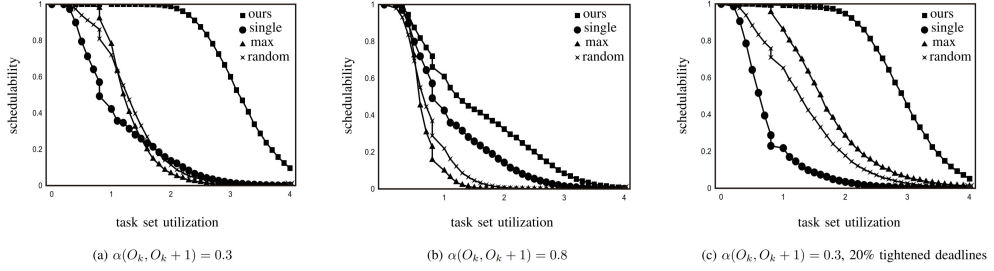 1
0.8
0.6
0.4
0.2
0
0 1 2 3 4
schedulability
task set utilization
ours
single
max
random
(a) α(O_k, O_k + 1) = 0.3
1
0.8
0.6
0.4
0.2
0
1 2 3 4
schedulability
task set utilization
ours
single
max
random
(b) α(O_k, O_k + 1) = 0.8
1
0.8
0.6
0.4
0.2
0
0 1 2 3 4
schedulability
task set utilization
ours
single
max
random
(c) α(O_k, O_k + 1) = 0.3, 20% tightened deadlines